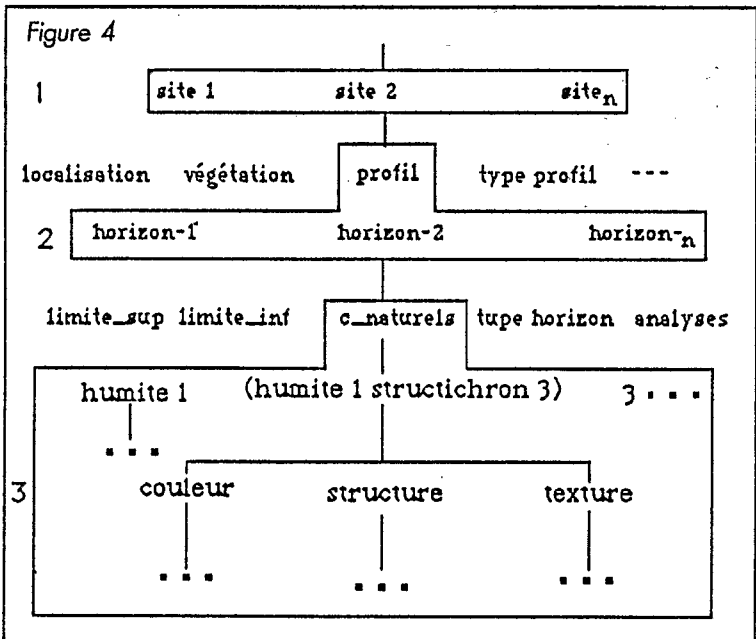 Figure 4
1 site 1 site 2 site n
localisation végétation profil type profil ---
2 horizon-1 horizon-2 horizon-n
limite_sup limite_inf c_naturels tupe horizon analyses
humite 1 (humite 1 structichron 3) 3 ...
...
3 couleur structure texture
... ... ...